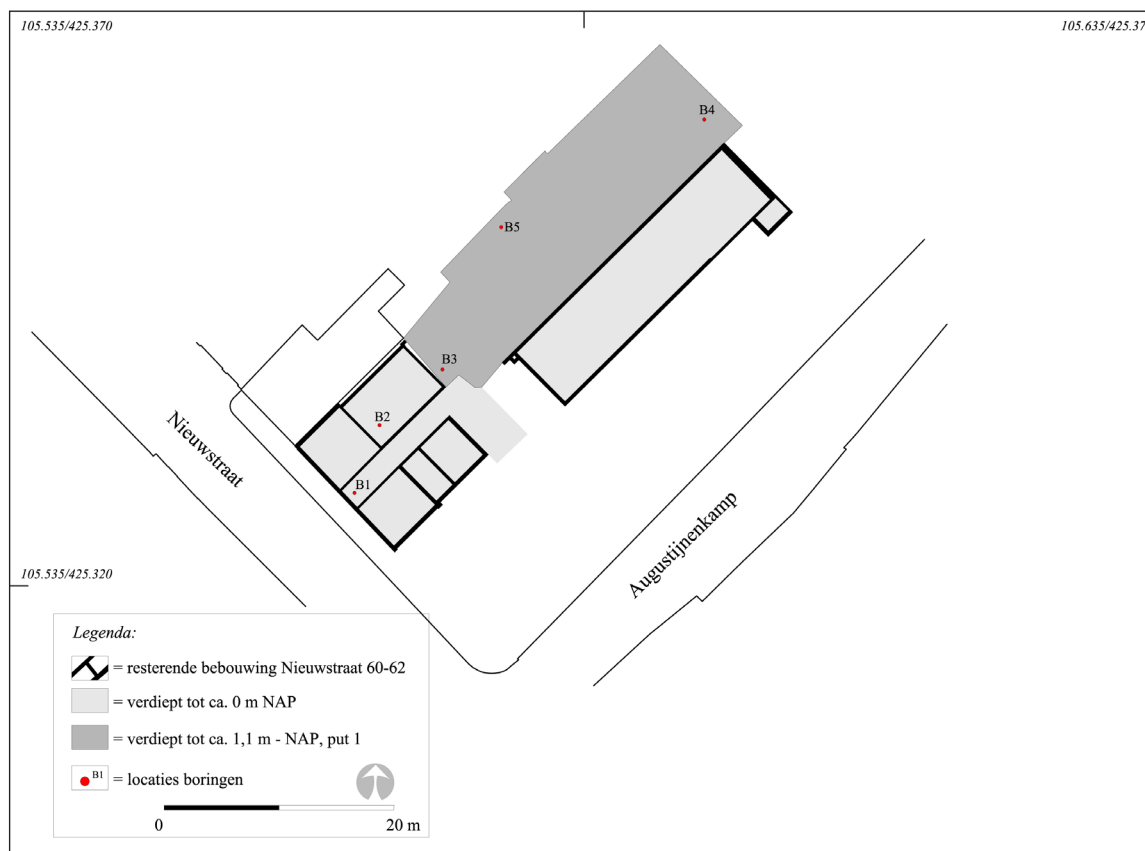 105.535/425.370
105.635/425.37
B4
B5
B3
B2
B1
Nieuwstraat
Augustijnenkamp
105.535/425.320
Legenda:
= resterende bebouwing Nieuwstraat 60-62
= verdiept tot ca. 0 m NAP
= verdiept tot ca. 1,1 m - NAP, put 1
B1 = locaties boringen
0 20 m